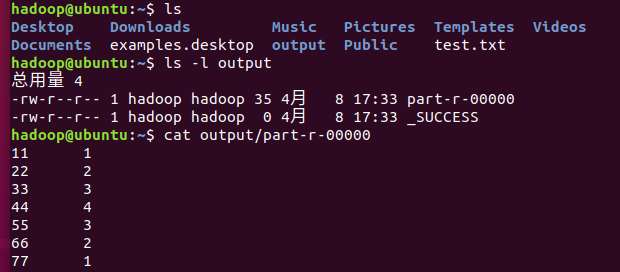 hadoop@ubuntu:~$ ls
Desktop    Downloads         Music   Pictures  Templates  Videos
Documents  examples.desktop  output  Public    test.txt
hadoop@ubuntu:~$ ls -l output
总用量 4
-rw-r--r-- 1 hadoop hadoop 35 4月   8 17:33 part-r-00000
-rw-r--r-- 1 hadoop hadoop  0 4月   8 17:33 _SUCCESS
hadoop@ubuntu:~$ cat output/part-r-00000
11      1
22      2
33      3
44      4
55      3
66      2
77      1